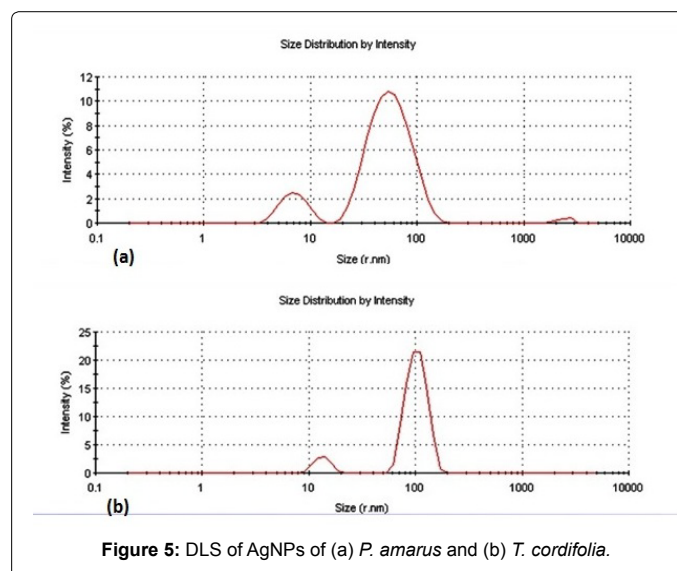 Size Distribution by Intensity
12
10
8
6
4
2
0
Intensity (%)
0.1 1 10 100 1000 10000
(a)
Size (r.nm)
Size Distribution by Intensity
25
20
15
10
5
0
Intensity (%)
0.1 1 10 100 1000 10000
(b)
Size (r.nm)
Figure 5: DLS of AgNPs of (a) P. amarus and (b) T. cordifolia.